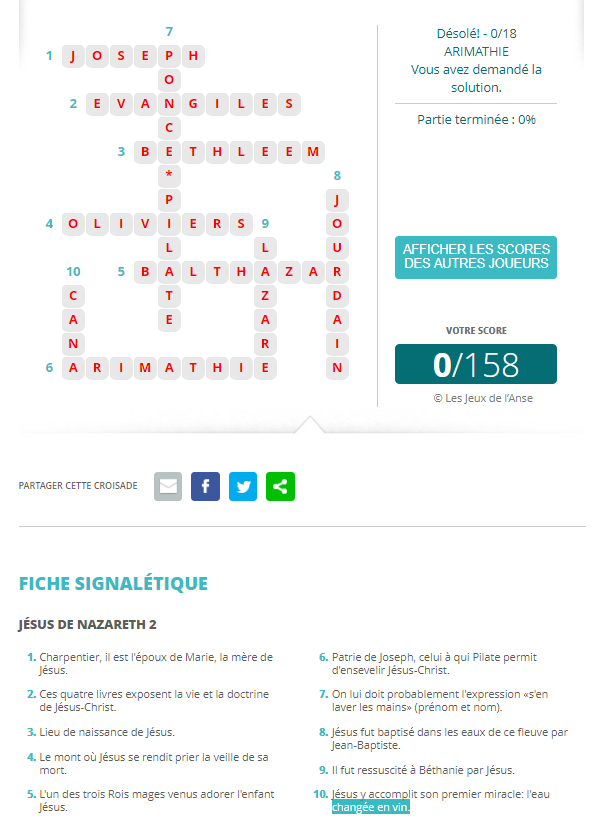 7
1 J O S E P H
O
2 E V A N G I L E S
C
3 B E T H L E E M
* 8
P J
4 O L I V I E R S 9 O
L L U
10 5 B A L T H A Z A R
C T Z D
A E A A
N R I
6 A R I M A T H I E N
Désolé! - 0/18
ARIMATHIE
Vous avez demandé la
solution.
Partie terminée : 0%
AFFICHER LES SCORES
DES AUTRES JOUEURS
VOTRE SCORE
0/158
© Les Jeux de l'Anse
PARTAGER CETTE CROISADE
FICHE SIGNALÉTIQUE
JÉSUS DE NAZARETH 2
1. Charpentier, il est l'époux de Marie, la mère de
Jésus.
2. Ces quatre livres exposent la vie et la doctrine
de Jésus-Christ.
3. Lieu de naissance de Jésus.
4. Le mont où Jésus se rendit prier la veille de sa
mort.
5. L'un des trois Rois mages venus adorer l'enfant
Jésus.
6. Patrie de Joseph, celui à qui Pilate permit
d'ensevelir Jésus-Christ.
7. On lui doit probablement l'expression «s'en
laver les mains» (prénom et nom).
8. Jésus fut baptisé dans les eaux de ce fleuve par
Jean-Baptiste.
9. Il fut ressuscité à Béthanie par Jésus.
10. Jésus y accomplit son premier miracle: l'eau
changée en vin.